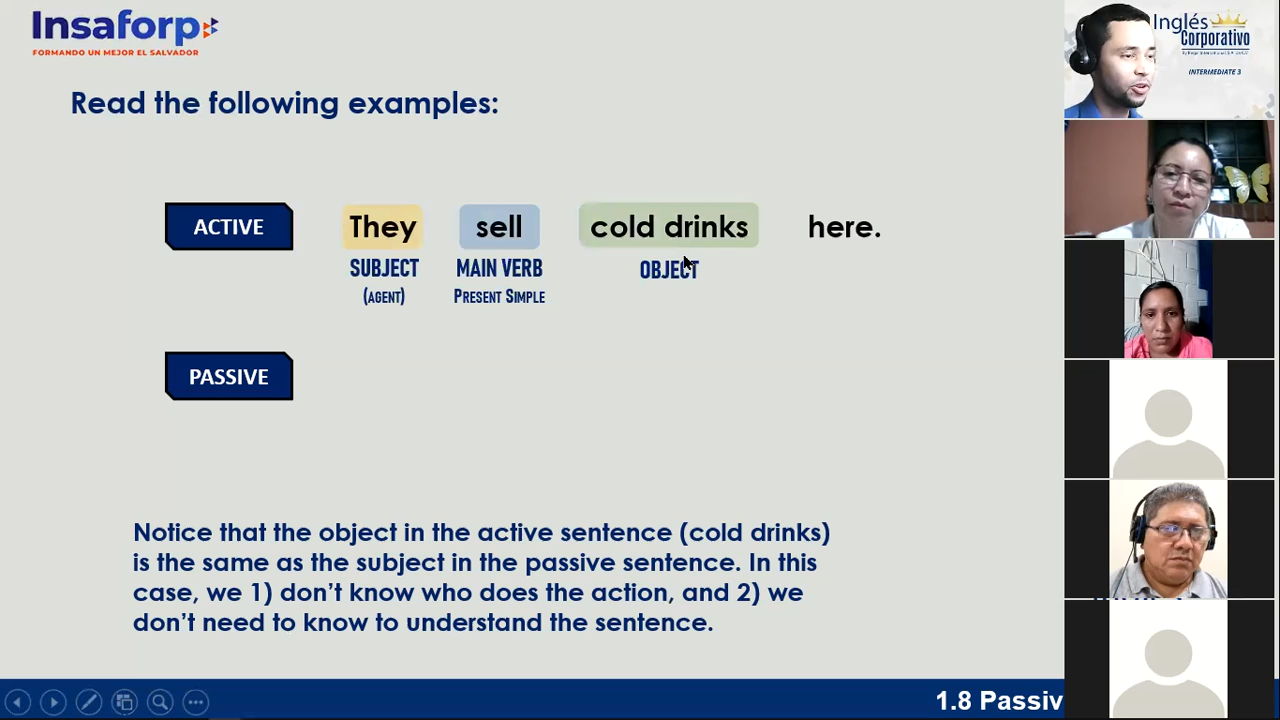 Insaforp
FORMANDO UN MEJOR EL SALVADOR
Read the following examples:
ACTIVE
They sell cold drinks here.
SUBJECT MAIN VERB OBJECT
(AGENT) PRESENT SIMPLE
PASSIVE
Notice that the object in the active sentence (cold drinks)
is the same as the subject in the passive sentence. In this
case, we 1) don’t know who does the action, and 2) we
don’t need to know to understand the sentence.
1.8 Passiv
Inglés
Corporativo
INTERMEDIATE 3